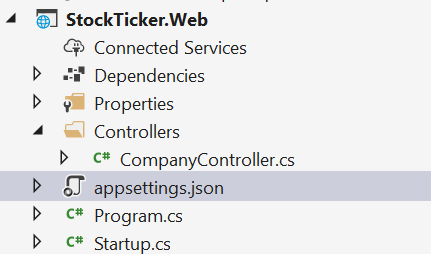 StockTicker.Web
Connected Services
Dependencies
Properties
Controllers
C# CompanyController.cs
appsettings.json
C# Program.cs
C# Startup.cs